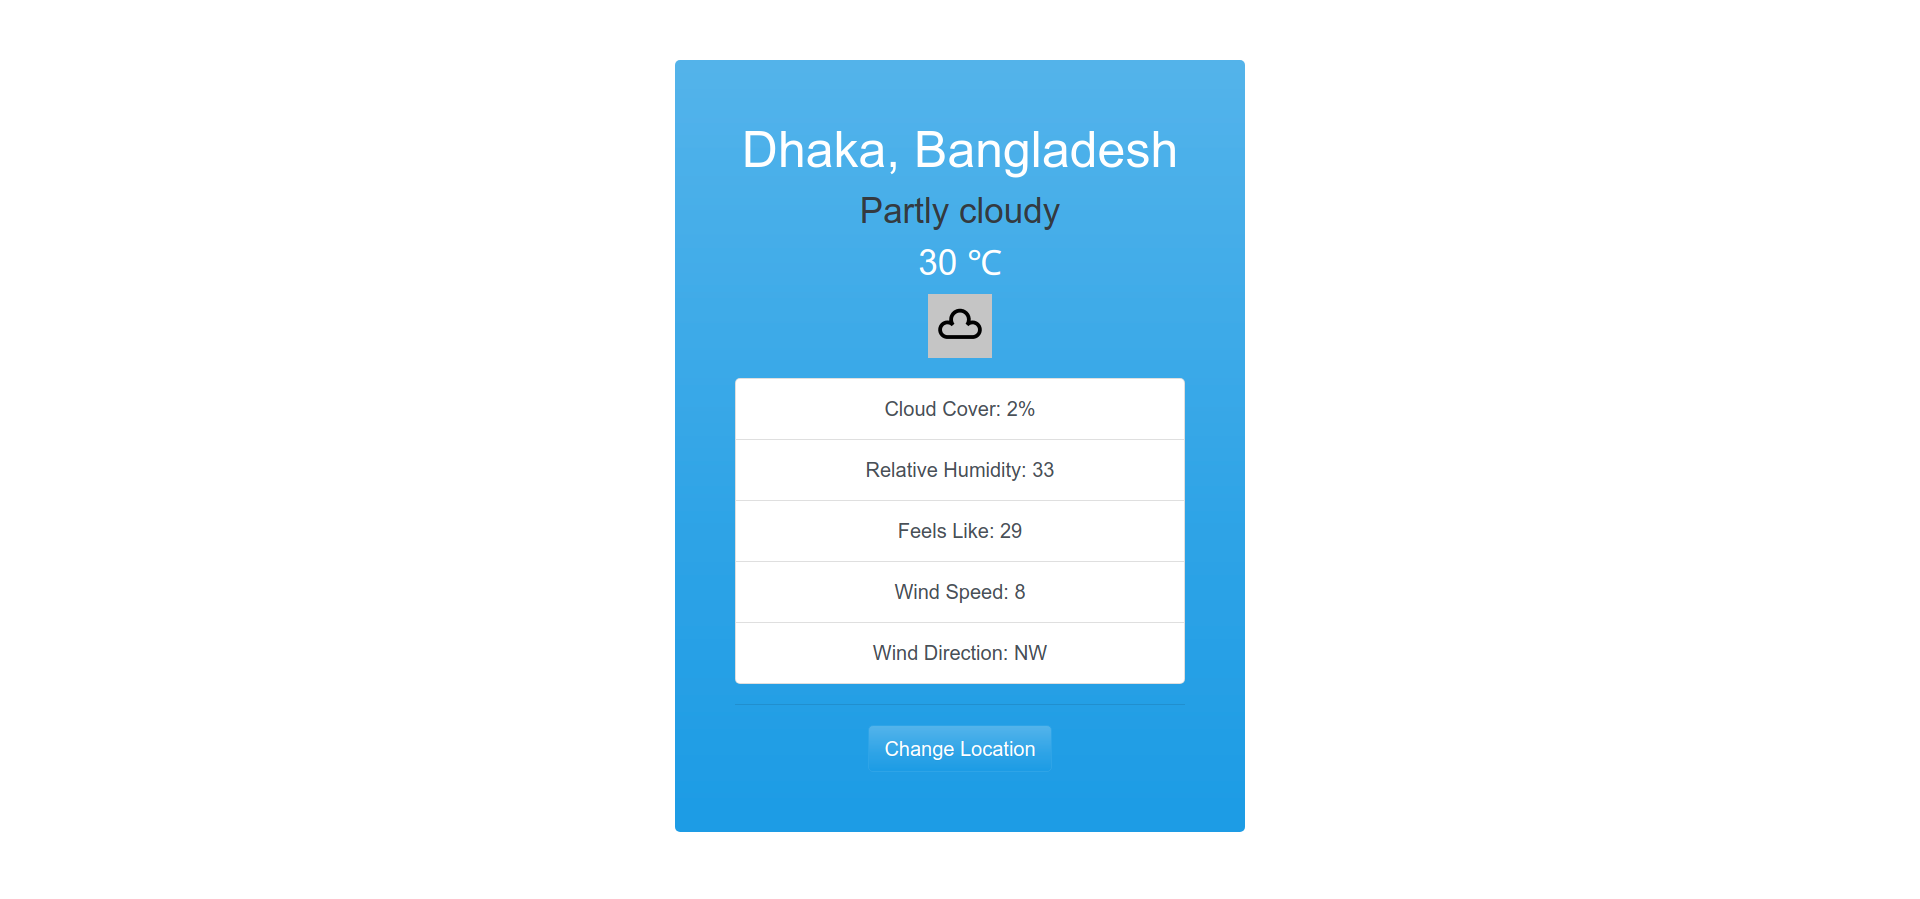 Dhaka, Bangladesh
Partly cloudy
30 ℃
Cloud Cover: 2%
Relative Humidity: 33
Feels Like: 29
Wind Speed: 8
Wind Direction: NW
Change Location